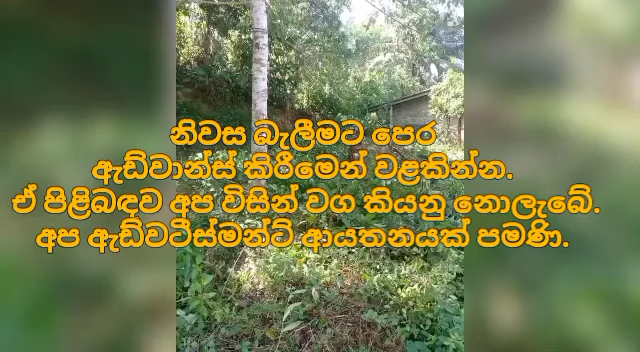 නිවස බැලීමට පෙර
ඇඩ්වාන්ස් කිරීමෙන් වළකින්න.
ඒ පිළිබඳව අප විසින් වග කියනු නොලැබේ.
අප ඇඩ්වටීස්මන්ට් ආයතනයක් පමණි.